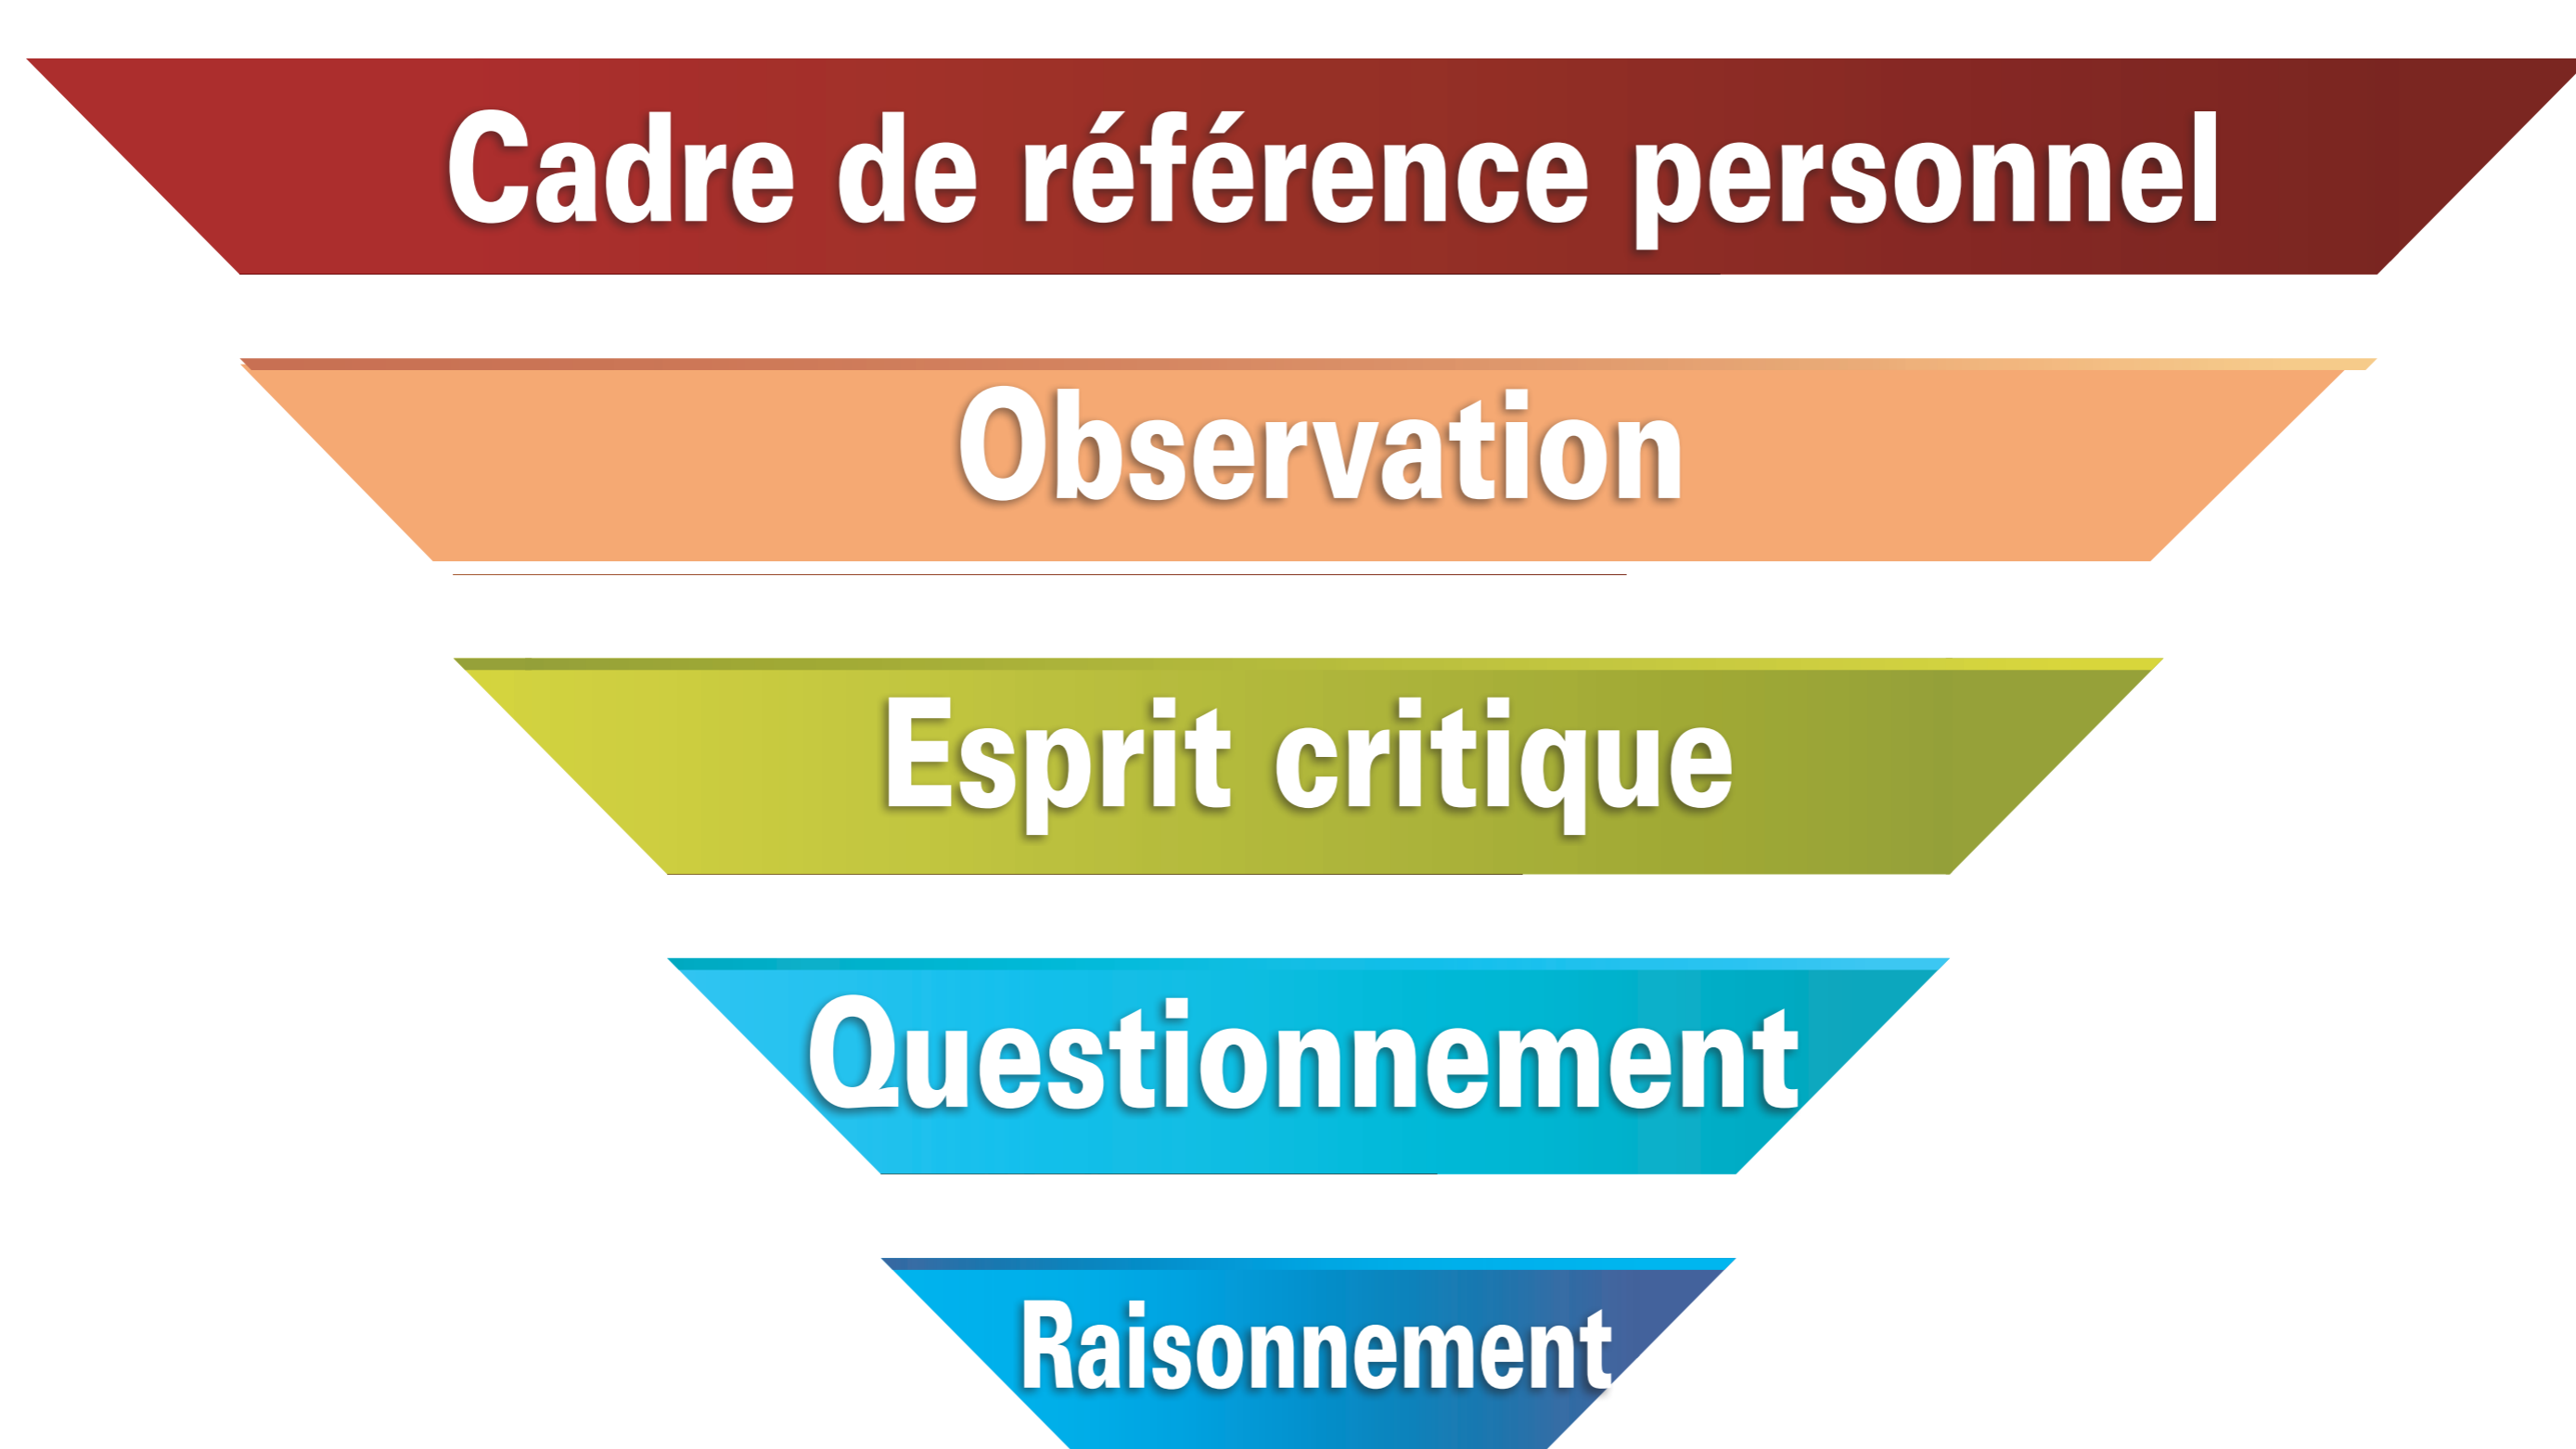 Cadre de référence personnel
Observation
Esprit critique
Questionnement
Raisonnement